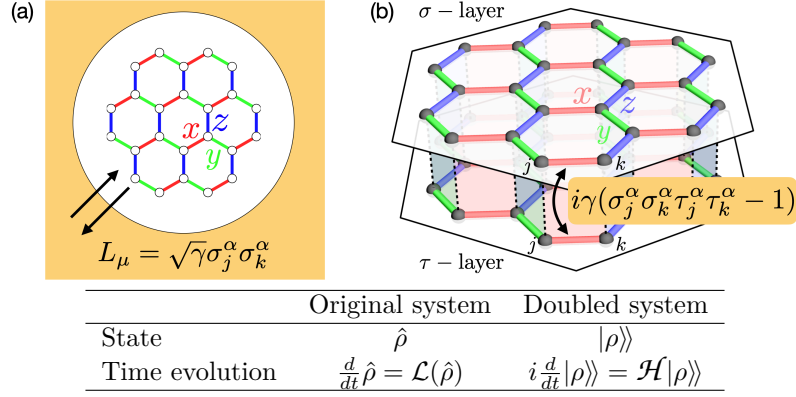 (a)
x z
y
L_μ = √γσ_j^α σ_k^α
(b)
σ − layer
x z
y
j k
iγ(σ_j^α σ_k^α τ_j^α τ_k^α − 1)
j k
τ − layer
Original system Doubled system
State ρ̂ |ρ⟩⟩
Time evolution d/dt ρ̂ = ℒ(ρ̂) i d/dt |ρ⟩⟩ = ℋ|ρ⟩⟩